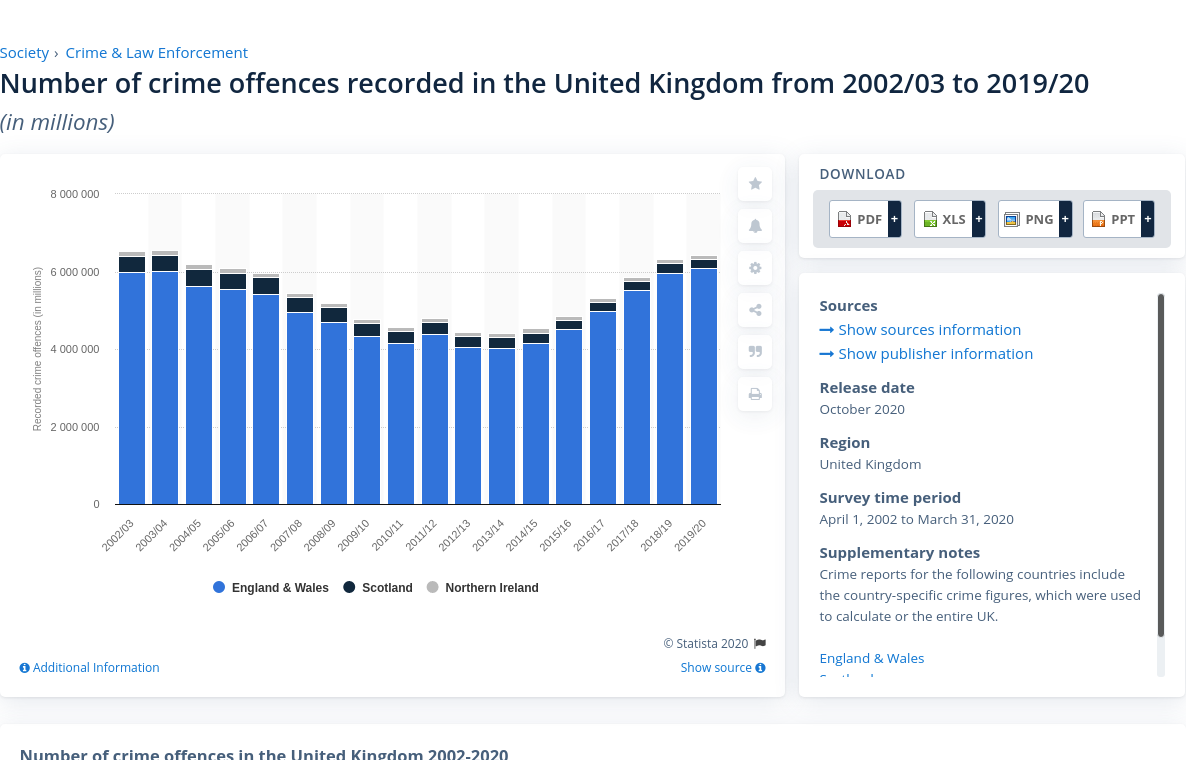 Society › Crime & Law Enforcement
Number of crime offences recorded in the United Kingdom from 2002/03 to 2019/20
(in millions)
8 000 000
6 000 000
4 000 000
2 000 000
0
Recorded crime offences (in millions)
2002/03
2003/04
2004/05
2005/06
2006/07
2007/08
2008/09
2009/10
2010/11
2011/12
2012/13
2013/14
2014/15
2015/16
2016/17
2017/18
2018/19
2019/20
England & Wales
Scotland
Northern Ireland
© Statista 2020
Additional Information
Show source
DOWNLOAD
PDF +
XLS +
PNG +
PPT +
Sources
Show sources information
Show publisher information
Release date
October 2020
Region
United Kingdom
Survey time period
April 1, 2002 to March 31, 2020
Supplementary notes
Crime reports for the following countries include
the country-specific crime figures, which were used
to calculate or the entire UK.
England & Wales
Number of crime offences in the United Kingdom 2002-2020